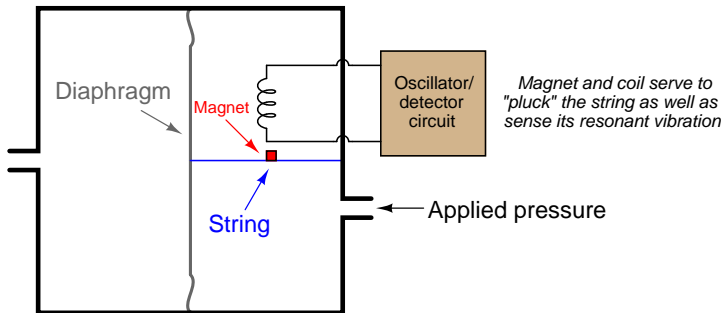 Diaphragm
Magnet
String
Oscillator/
detector
circuit
Magnet and coil serve to
"pluck" the string as well as
sense its resonant vibration
Applied pressure